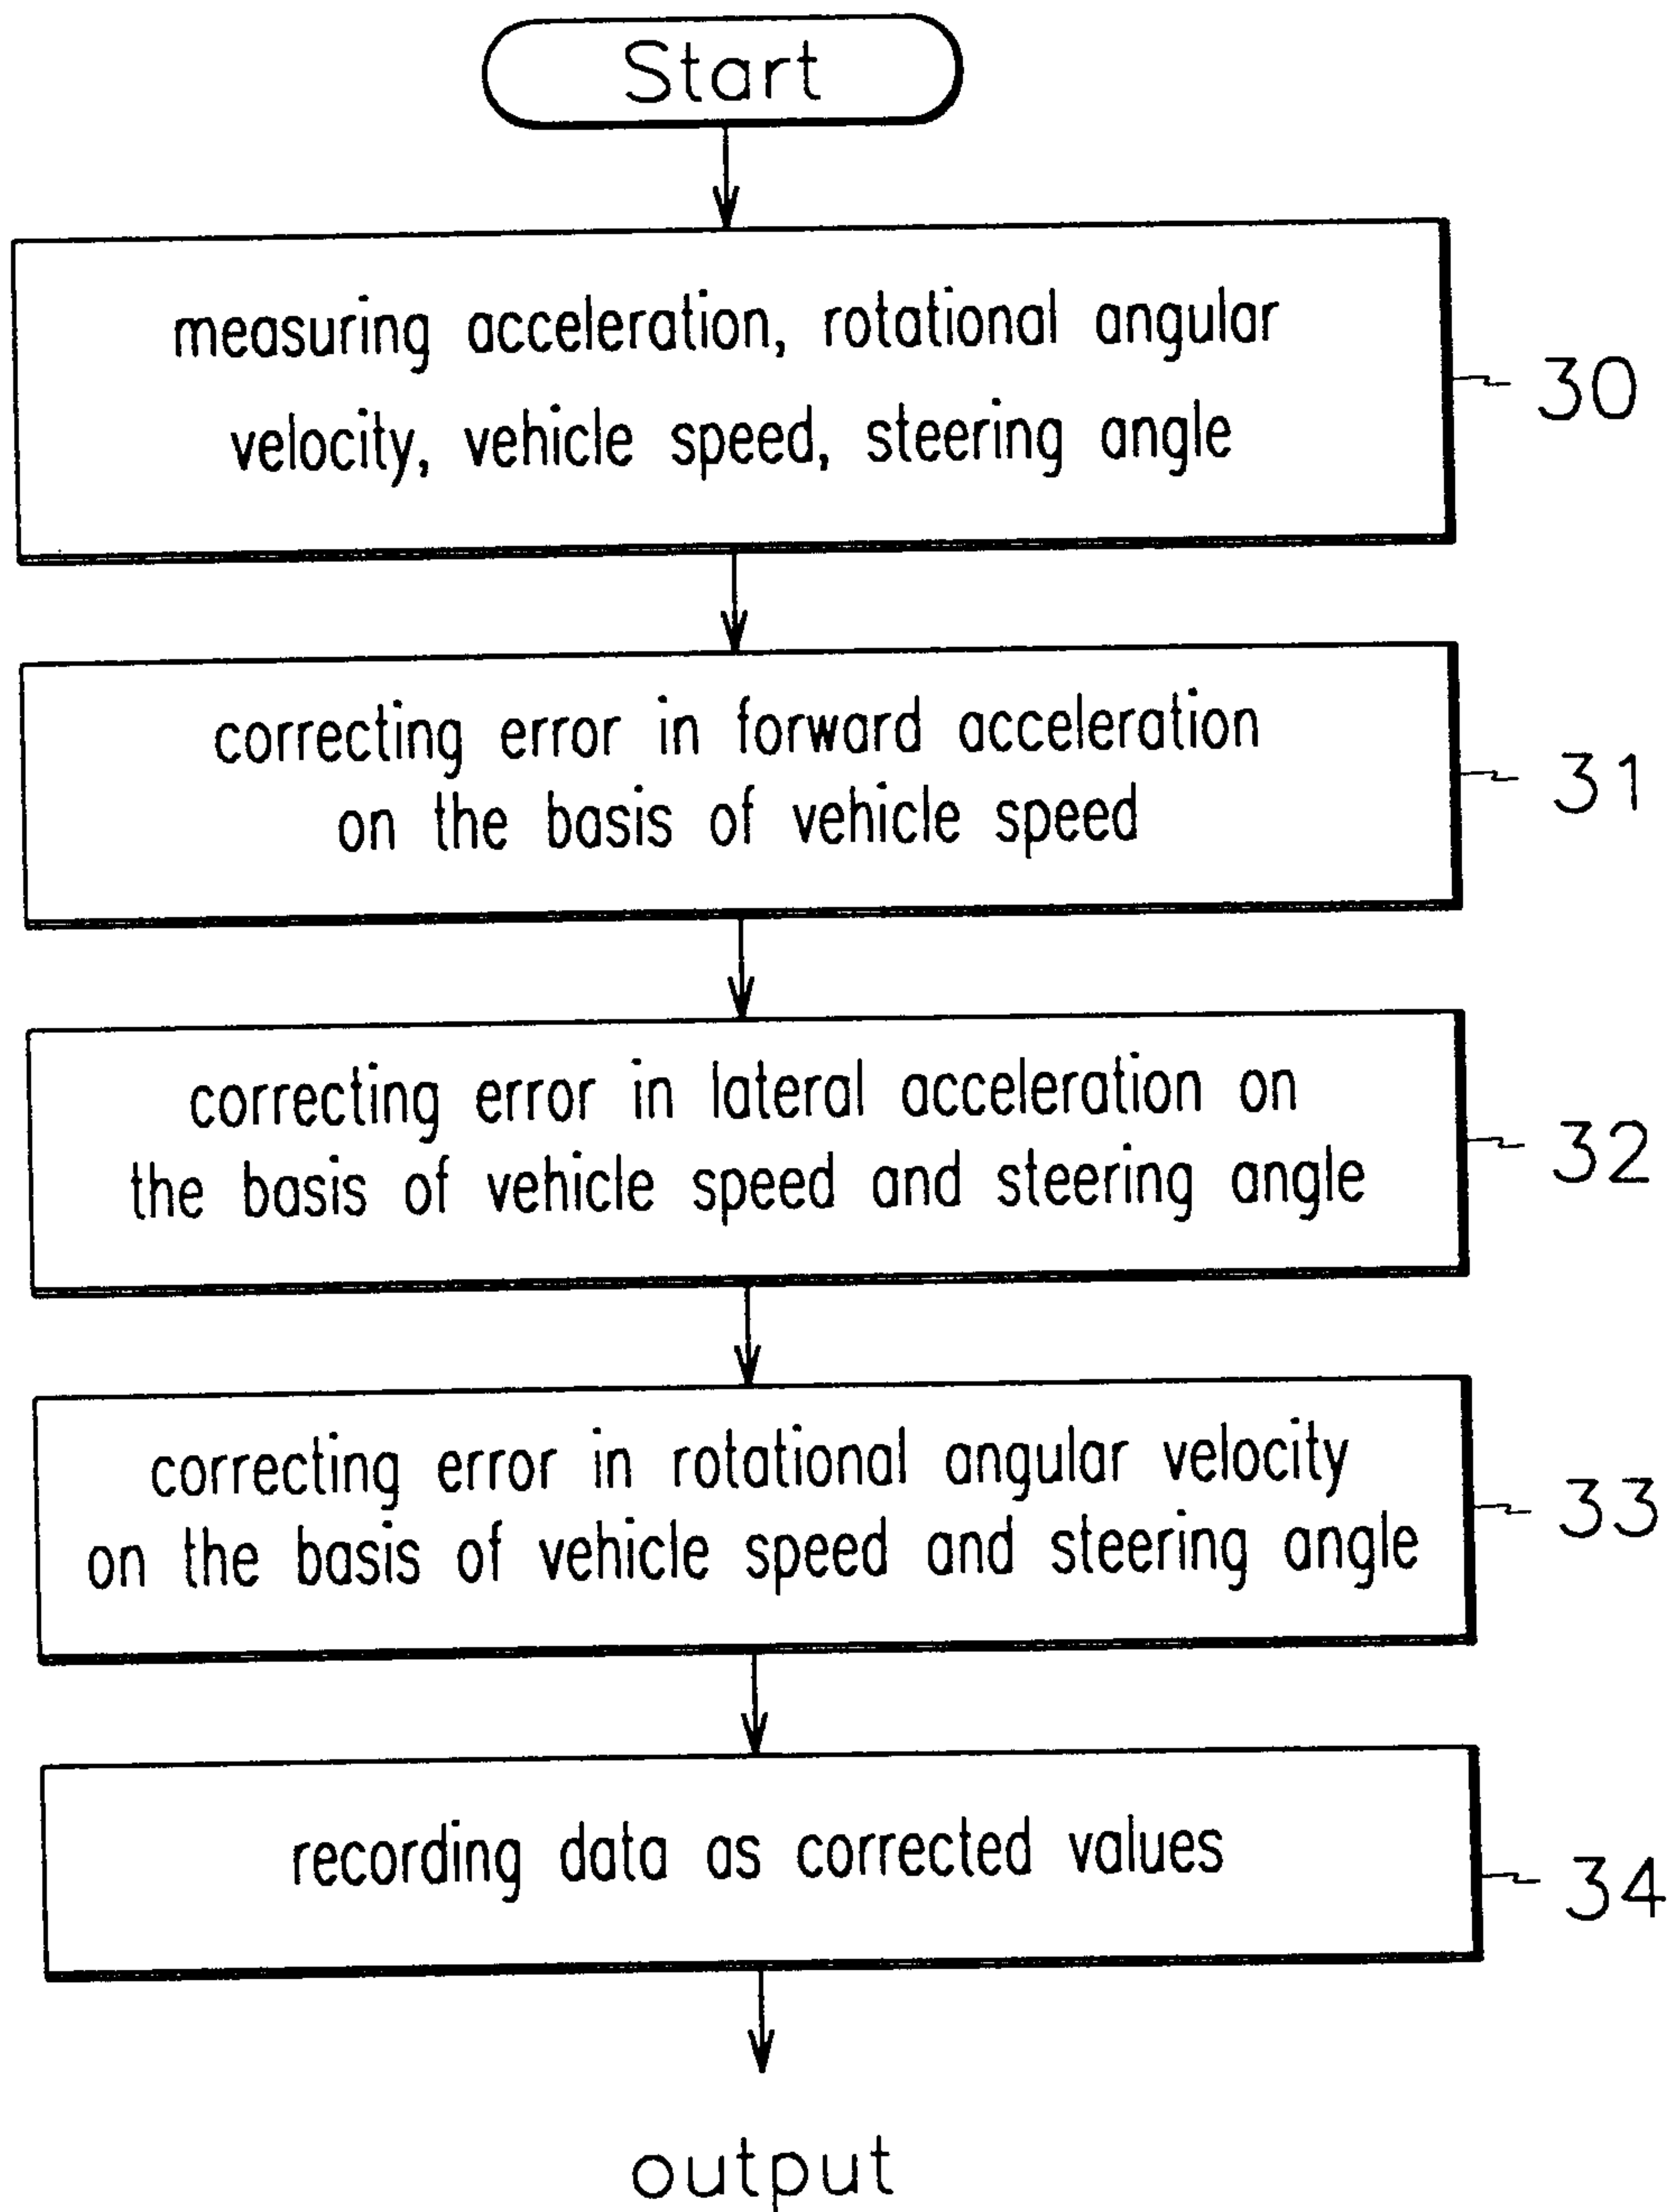 Start
measuring acceleration, rotational angular
velocity, vehicle speed, steering angle
30
correcting error in forward acceleration
on the basis of vehicle speed
31
correcting error in lateral acceleration on
the basis of vehicle speed and steering angle
32
correcting error in rotational angular velocity
on the basis of vehicle speed and steering angle
33
recording data as corrected values
34
output